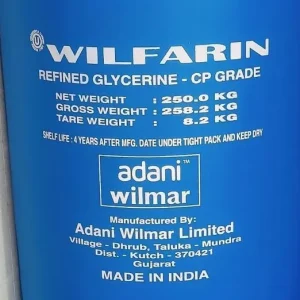 WILFARIN
REFINED GLYCERINE - CP GRADE
NET WEIGHT : 250.0 KG
GROSS WEIGHT : 258.2 KG
TARE WEIGHT : 8.2 KG
SHELF LIFE : 4 YEARS AFTER MFG. DATE UNDER TIGHT PACK AND KEEP DRY
adani™
wilmar
Manufactured By:
Adani Wilmar Limited
Village - Dhrub, Taluka - Mundra
Dist. - Kutch - 370421
Gujarat
MADE IN INDIA